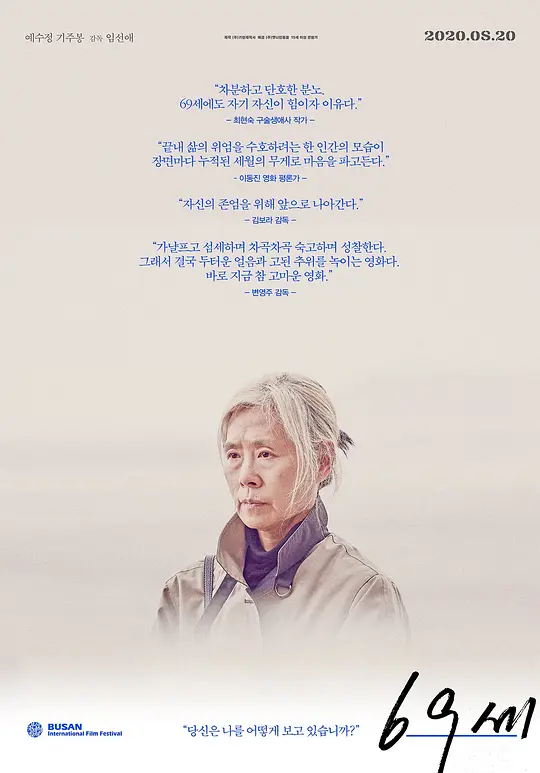 예수정 기주봉 감독 임선애
2020.08.20
“차분하고 단호한 분노.
69세에도 자기 자신이 힘이자 이유다.”
– 최현숙 구술생애사 작가 –
“끝내 삶의 위엄을 수호하려는 한 인간의 모습이
장면마다 누적된 세월의 무게로 마음을 파고든다.”
- 이동진 영화 평론가 –
“자신의 존엄을 위해 앞으로 나아간다.”
– 김보라 감독 –
“가냘프고 섬세하며 차곡차곡 숙고하며 성찰한다.
그래서 결국 두터운 얼음과 고된 추위를 녹이는 영화다.
바로 지금 참 고마운 영화.”
– 변영주 감독 –
BUSAN
International Film Festival
“당신은 나를 어떻게 보고 있습니까?”
69세